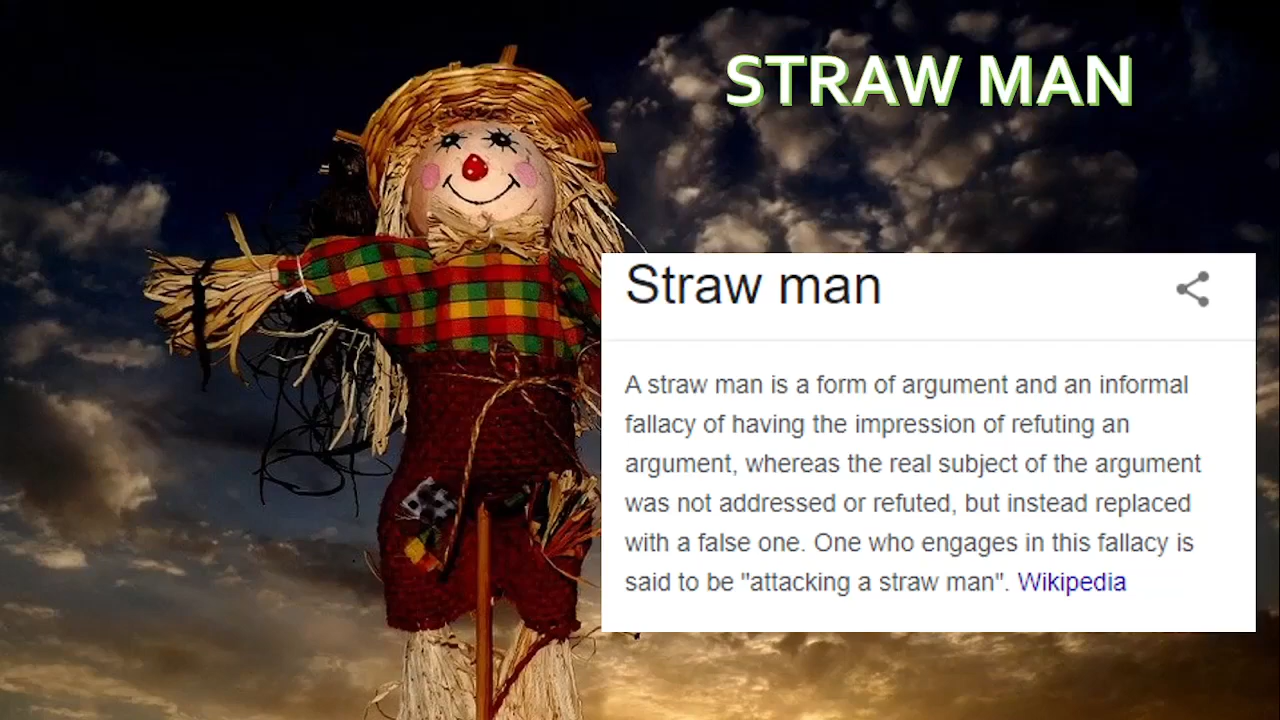 STRAW MAN
Straw man
A straw man is a form of argument and an informal
fallacy of having the impression of refuting an
argument, whereas the real subject of the argument
was not addressed or refuted, but instead replaced
with a false one. One who engages in this fallacy is
said to be "attacking a straw man". Wikipedia